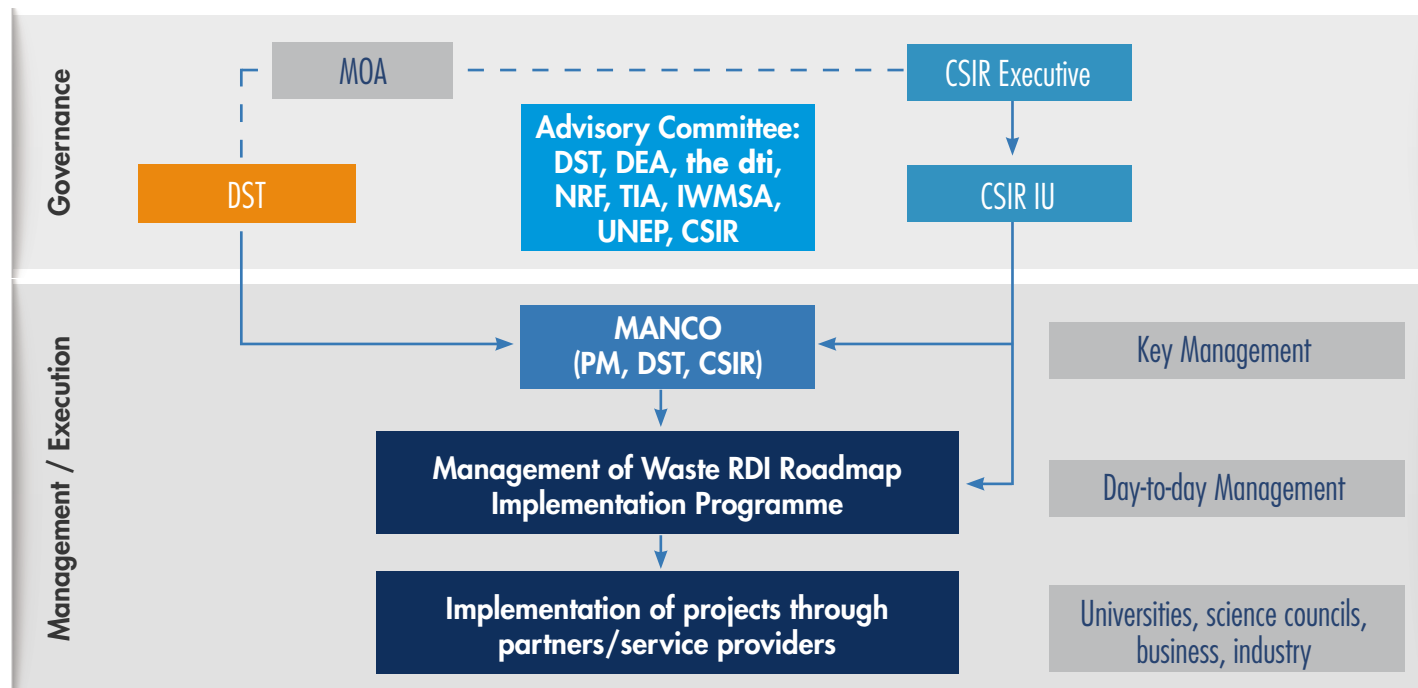 Governance
MOA
CSIR Executive
Advisory Committee:
DST, DEA, the dti,
NRF, TIA, IWMSA,
UNEP, CSIR
DST
CSIR IU
Management / Execution
MANCO
(PM, DST, CSIR)
Key Management
Management of Waste RDI Roadmap
Implementation Programme
Day-to-day Management
Implementation of projects through
partners/service providers
Universities, science councils,
business, industry